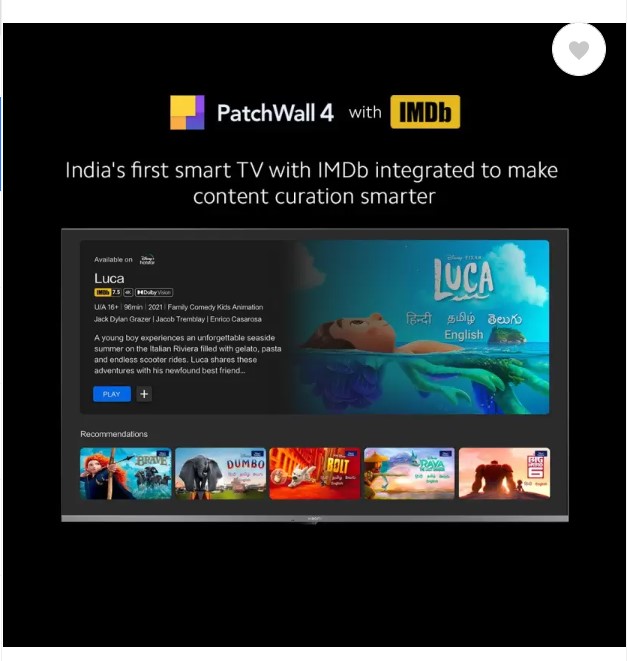 PatchWall 4 with IMDb
India's first smart TV with IMDb integrated to make
content curation smarter
Available on Disney+ hotstar
Luca
IMDb 7.5 4K Dolby Vision
U/A 16+ | 96min | 2021 | Family Comedy Kids Animation
Jack Dylan Grazer | Jacob Tremblay | Enrico Casarosa
A young boy experiences an unforgettable seaside
summer on the Italian Riviera filled with gelato, pasta
and endless scooter rides. Luca shares these
adventures with his newfound best friend...
PLAY +
DISNEY · PIXAR
LUCA
हिन्दी தமிழ் తెలుగు
English
Recommendations
BRAVE
DUMBO
BOLT
RAYA
BIG HERO 6